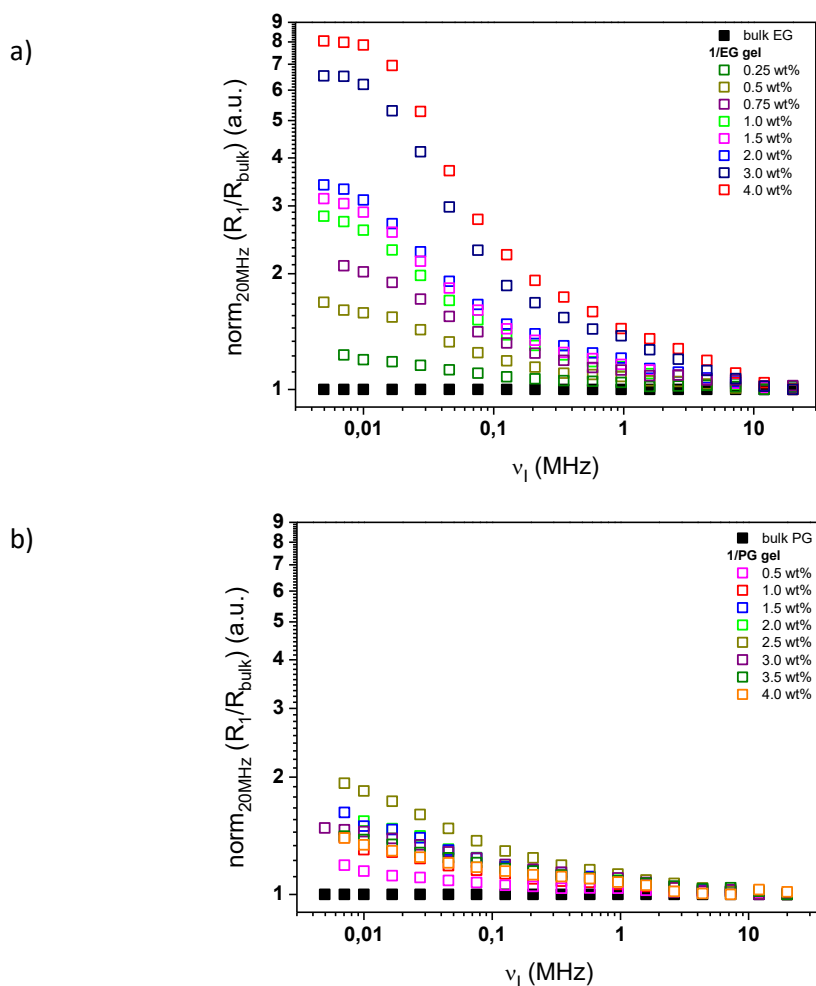 a)
norm20MHz (R1/Rbulk) (a.u.)
9
8
7
6
5
4
3
2
1
bulk EG
1/EG gel
0.25 wt%
0.5 wt%
0.75 wt%
1.0 wt%
1.5 wt%
2.0 wt%
3.0 wt%
4.0 wt%
0,01 0,1 1 10
νI (MHz)
b)
norm20MHz (R1/Rbulk) (a.u.)
9
8
7
6
5
4
3
2
1
bulk PG
1/PG gel
0.5 wt%
1.0 wt%
1.5 wt%
2.0 wt%
2.5 wt%
3.0 wt%
3.5 wt%
4.0 wt%
0,01 0,1 1 10
νI (MHz)